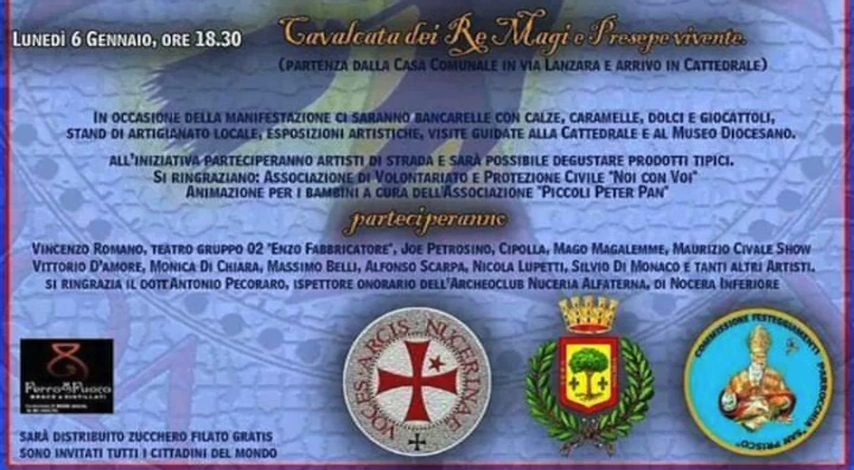 Lunedì 6 Gennaio, ore 18.30
Cavalcata dei Re Magi e Presepe vivente.
(partenza dalla Casa Comunale in via Lanzara e arrivo in Cattedrale)
In occasione della manifestazione ci saranno bancarelle con calze, caramelle, dolci e giocattoli,
stand di artigianato locale, esposizioni artistiche, visite guidate alla Cattedrale e al Museo Diocesano.
all'iniziativa parteciperanno artisti di strada e sarà possibile degustare prodotti tipici.
Si ringraziano: Associazione di Volontariato e Protezione Civile "Noi con Voi"
Animazione per i bambini a cura dell'Associazione "Piccoli Peter Pan"
parteciperanno
Vincenzo Romano, teatro gruppo 02 "Enzo Fabbricatore", Joe Petrosino, Cipolla, Mago Magalemme, Maurizio Civale Show
Vittorio D'amore, Monica Di Chiara, Massimo Belli, Alfonso Scarpa, Nicola Lupetti, Silvio Di Monaco e tanti altri Artisti.
si ringrazia il dott Antonio Pecoraro, ispettore onorario dell'Archeoclub Nuceria Alfaterna, di Nocera Inferiore
Ferro & Fuoco
BRACE & DISTILLATI
VOCES · ARCIS · NUCERINAE
COMMISSIONE FESTEGGIAMENTI PARROCCHIA "SAN PRISCO"
sarà distribuito zucchero filato gratis
sono invitati tutti i cittadini del mondo